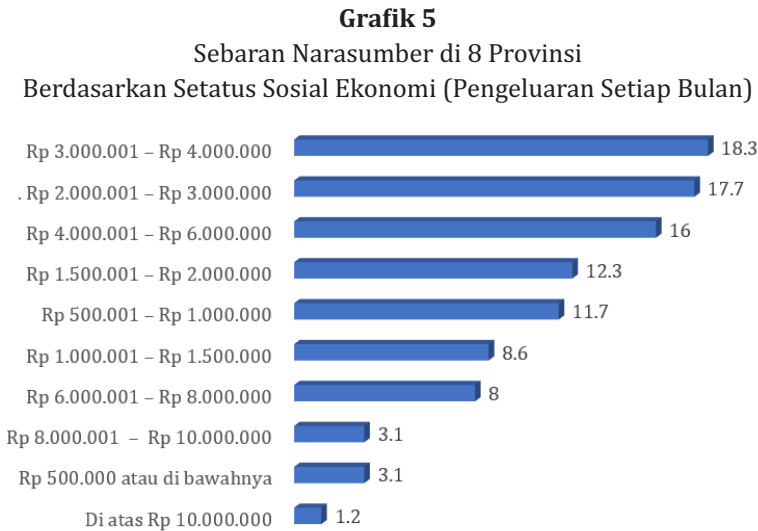 Grafik 5
Sebaran Narasumber di 8 Provinsi
Berdasarkan Setatus Sosial Ekonomi (Pengeluaran Setiap Bulan)
Rp 3.000.001 – Rp 4.000.000 18.3
. Rp 2.000.001 – Rp 3.000.000 17.7
Rp 4.000.001 – Rp 6.000.000 16
Rp 1.500.001 – Rp 2.000.000 12.3
Rp 500.001 – Rp 1.000.000 11.7
Rp 1.000.001 – Rp 1.500.000 8.6
Rp 6.000.001 – Rp 8.000.000 8
Rp 8.000.001 – Rp 10.000.000 3.1
Rp 500.000 atau di bawahnya 3.1
Di atas Rp 10.000.000 1.2